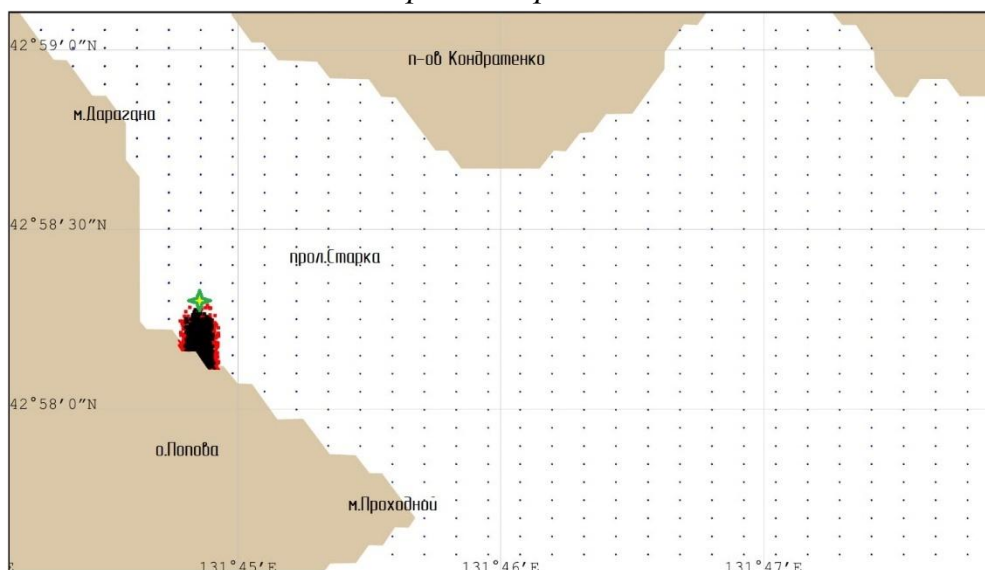 42°59′0″N
п-ов Кондратенко
м.Дарагана
42°58′30″N
прол.Старка
42°58′0″N
о.Попова
м.Проходной
131°45′E
131°46′E
131°47′E